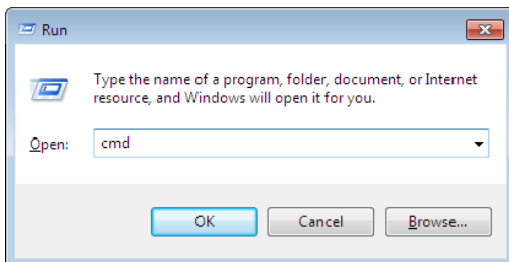 Run
Type the name of a program, folder, document, or Internet
resource, and Windows will open it for you.
Open:
cmd
OK
Cancel
Browse...